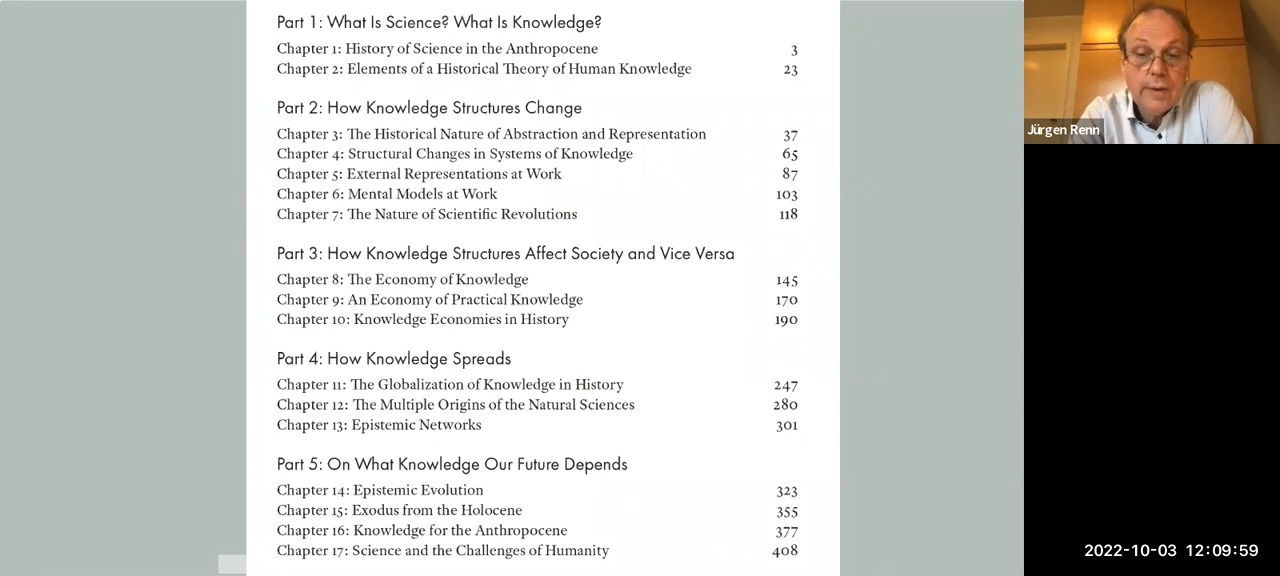 Part 1: What Is Science? What Is Knowledge?
Chapter 1: History of Science in the Anthropocene 3
Chapter 2: Elements of a Historical Theory of Human Knowledge 23
Part 2: How Knowledge Structures Change
Chapter 3: The Historical Nature of Abstraction and Representation 37
Chapter 4: Structural Changes in Systems of Knowledge 65
Chapter 5: External Representations at Work 87
Chapter 6: Mental Models at Work 103
Chapter 7: The Nature of Scientific Revolutions 118
Part 3: How Knowledge Structures Affect Society and Vice Versa
Chapter 8: The Economy of Knowledge 145
Chapter 9: An Economy of Practical Knowledge 170
Chapter 10: Knowledge Economies in History 190
Part 4: How Knowledge Spreads
Chapter 11: The Globalization of Knowledge in History 247
Chapter 12: The Multiple Origins of the Natural Sciences 280
Chapter 13: Epistemic Networks 301
Part 5: On What Knowledge Our Future Depends
Chapter 14: Epistemic Evolution 323
Chapter 15: Exodus from the Holocene 355
Chapter 16: Knowledge for the Anthropocene 377
Chapter 17: Science and the Challenges of Humanity 408
Jürgen Renn
2022-10-03 12:09:59